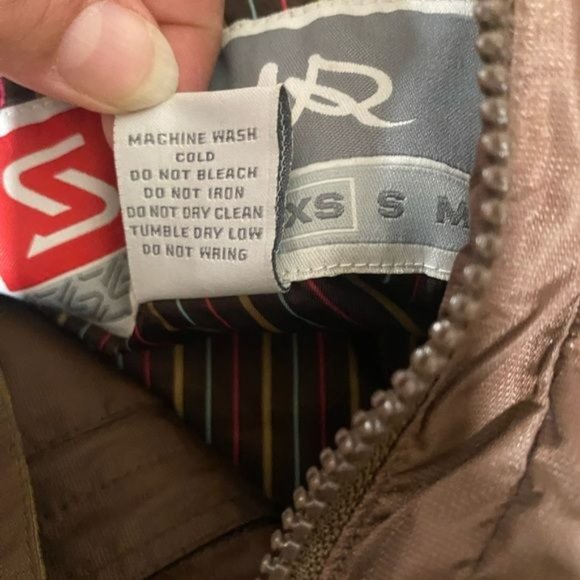 MACHINE WASH
COLD
DO NOT BLEACH
DO NOT IRON
DO NOT DRY CLEAN
TUMBLE DRY LOW
DO NOT WRING
XS S M